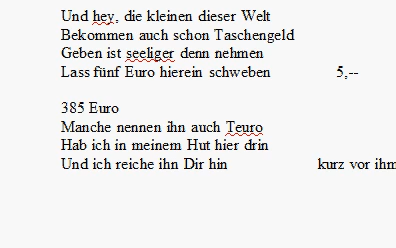 Und hey, die kleinen dieser Welt
Bekommen auch schon Taschengeld
Geben ist seeliger denn nehmen
Lass fünf Euro hierein schweben 5,--
385 Euro
Manche nennen ihn auch Teuro
Hab ich in meinem Hut hier drin
Und ich reiche ihn Dir hin kurz vor ihm